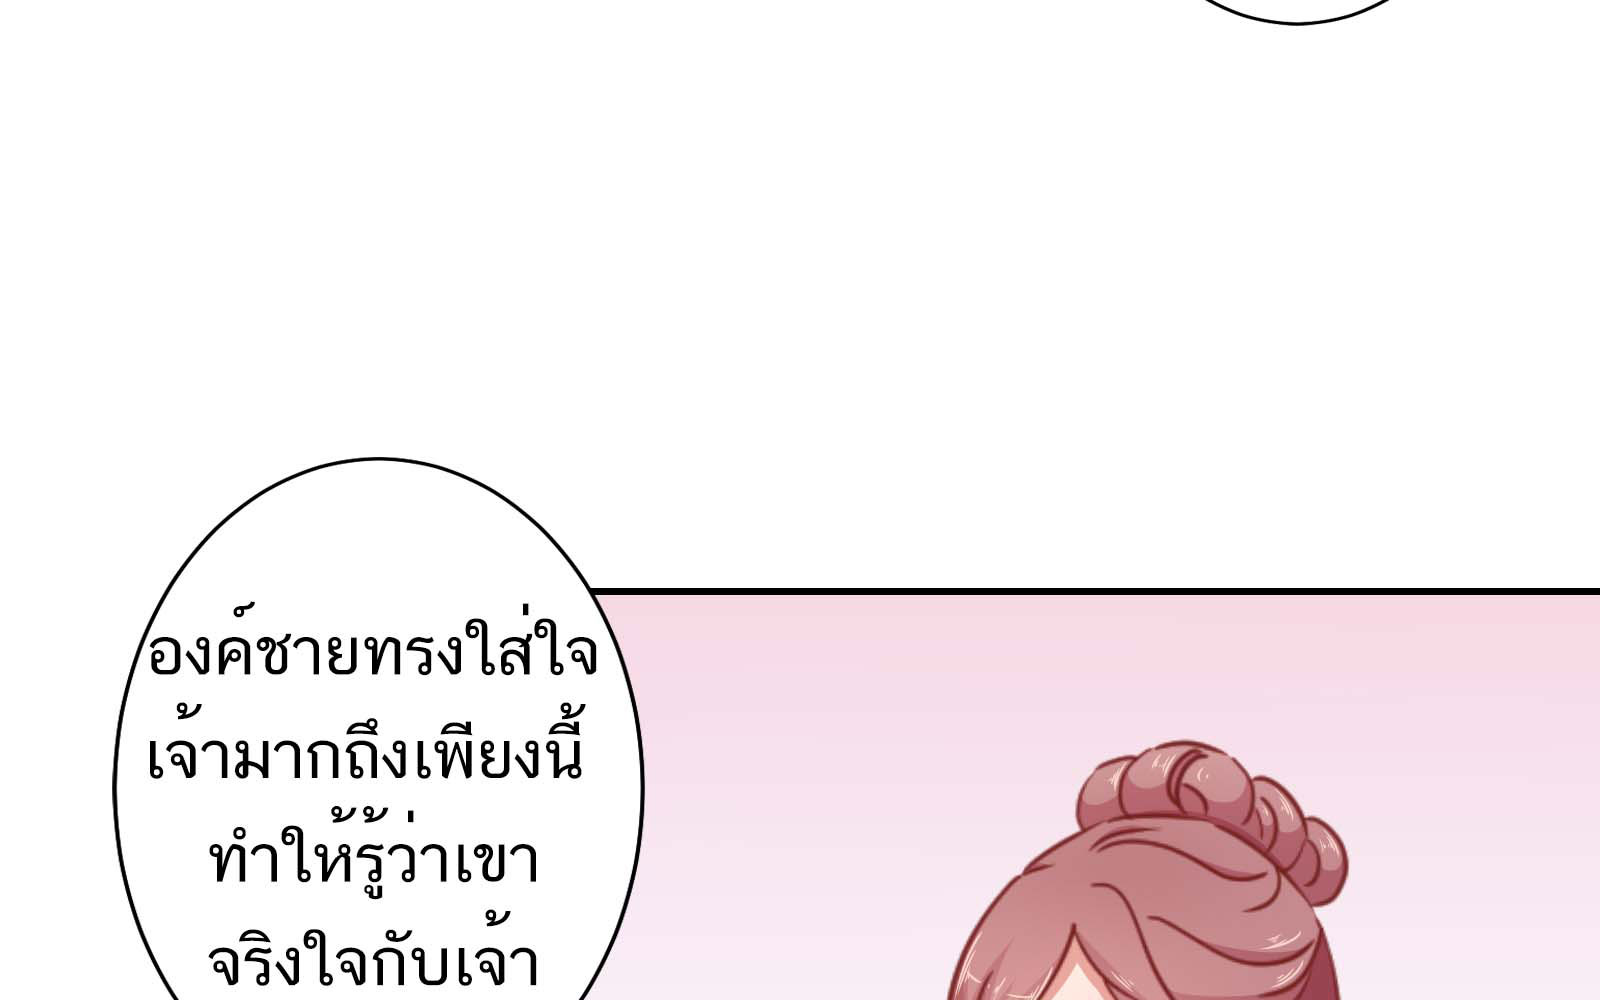 องค์ชายทรงใส่ใจ
เจ้ามากถึงเพียงนี้
ทำให้รู้ว่าเขา
จริงใจกับเจ้า